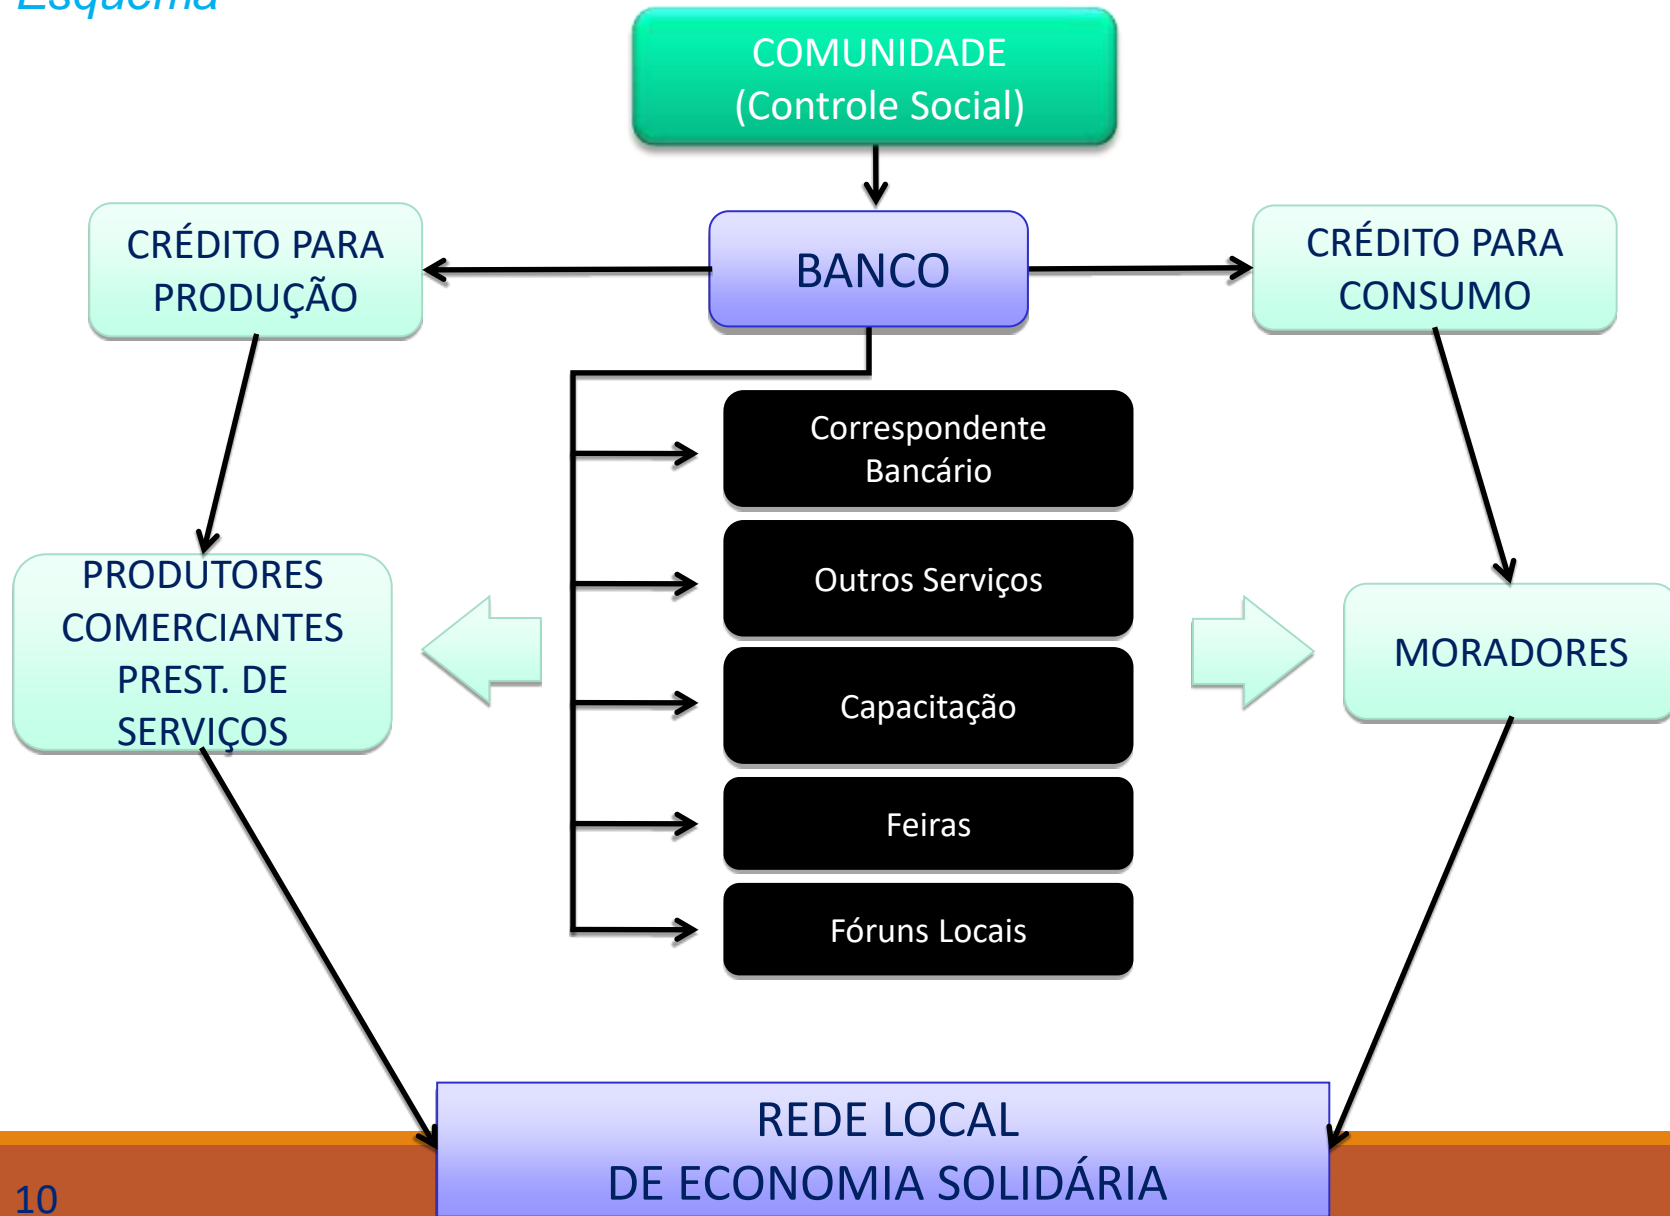 Esquema
COMUNIDADE
(Controle Social)
CRÉDITO PARA
PRODUÇÃO
BANCO
CRÉDITO PARA
CONSUMO
Correspondente
Bancário
Outros Serviços
Capacitação
Feiras
Fóruns Locais
PRODUTORES
COMERCIANTES
PREST. DE
SERVIÇOS
MORADORES
REDE LOCAL
DE ECONOMIA SOLIDÁRIA
10